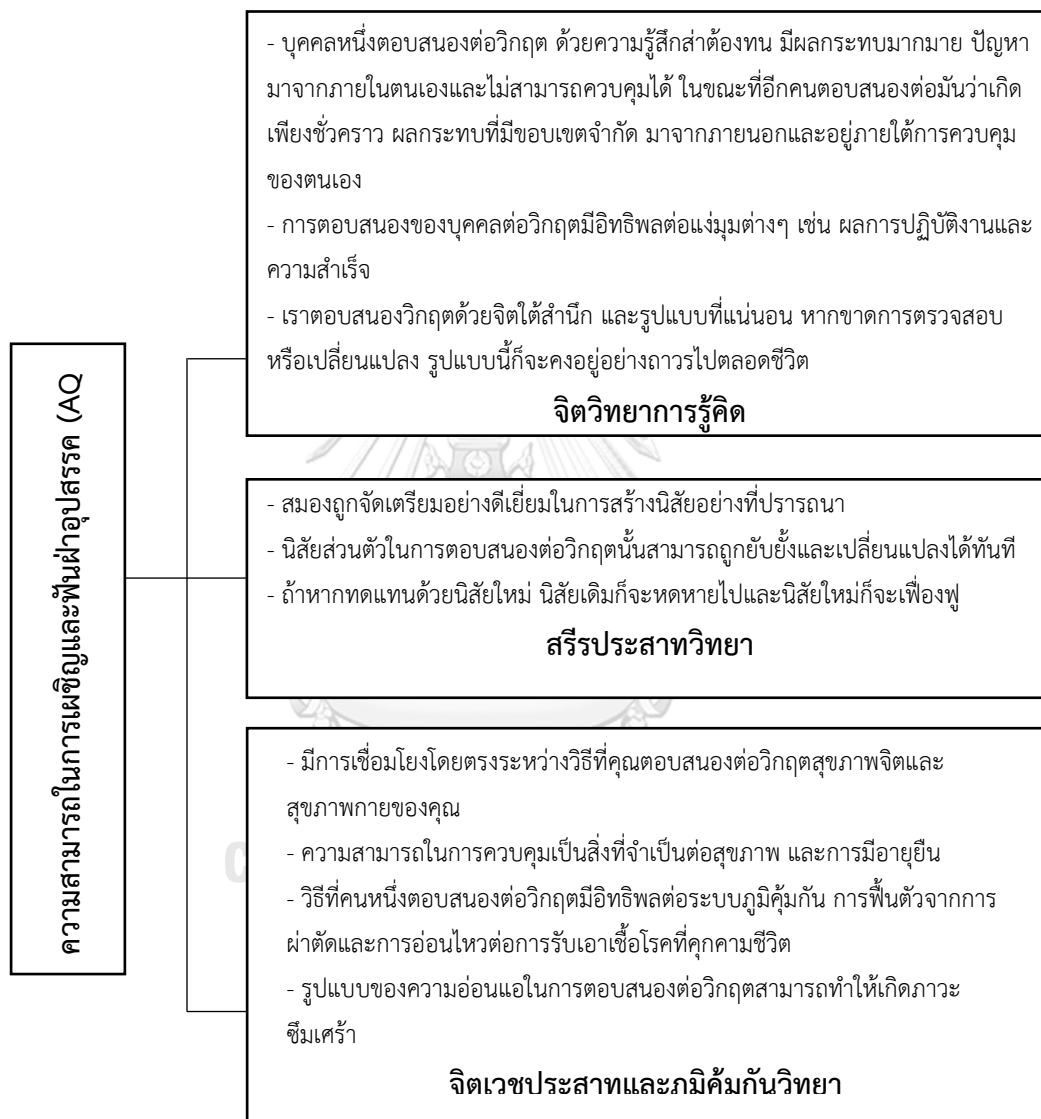 - บุคคลหนึ่งตอบสนองต่อวิกฤต ด้วยความรู้สึกส่าต้องทน มีผลกระทบมากมาย ปัญหา
มาจากภายในตนเองและไม่สามารถควบคุมได้ ในขณะที่อีกคนตอบสนองต่อมันว่าเกิด
เพียงชั่วคราว ผลกระทบที่มีขอบเขตจำกัด มาจากภายนอกและอยู่ภายใต้การควบคุม
ของตนเอง
- การตอบสนองของบุคคลต่อวิกฤตมีอิทธิพลต่อแง่มุมต่างๆ เช่น ผลการปฏิบัติงานและ
ความสำเร็จ
- เราตอบสนองวิกฤตด้วยจิตใต้สำนึก และรูปแบบที่แน่นอน หากขาดการตรวจสอบ
หรือเปลี่ยนแปลง รูปแบบนี้ก็จะคงอยู่อย่างถาวรไปตลอดชีวิต
จิตวิทยาการรู้คิด
ความสามารถในการเผชิญและฟันฝ่าอุปสรรค (AQ
- สมองถูกจัดเตรียมอย่างดีเยี่ยมในการสร้างนิสัยอย่างที่ปรารถนา
- นิสัยส่วนตัวในการตอบสนองต่อวิกฤตนั้นสามารถถูกยับยั้งและเปลี่ยนแปลงได้ทันที
- ถ้าหากทดแทนด้วยนิสัยใหม่ นิสัยเดิมก็จะหดหายไปและนิสัยใหม่ก็จะเฟื่องฟู
สรีรประสาทวิทยา
- มีการเชื่อมโยงโดยตรงระหว่างวิธีที่คุณตอบสนองต่อวิกฤตสุขภาพจิตและ
สุขภาพกายของคุณ
- ความสามารถในการควบคุมเป็นสิ่งที่จำเป็นต่อสุขภาพ และการมีอายุยืน
- วิธีที่คนหนึ่งตอบสนองต่อวิกฤตมีอิทธิพลต่อระบบภูมิคุ้มกัน การฟื้นตัวจากการ
ผ่าตัดและการอ่อนไหวต่อการรับเอาเชื้อโรคที่คุกคามชีวิต
- รูปแบบของความอ่อนแอในการตอบสนองต่อวิกฤตสามารถทำให้เกิดภาวะ
ซึมเศร้า
จิตเวชประสาทและภูมิคุ้มกันวิทยา